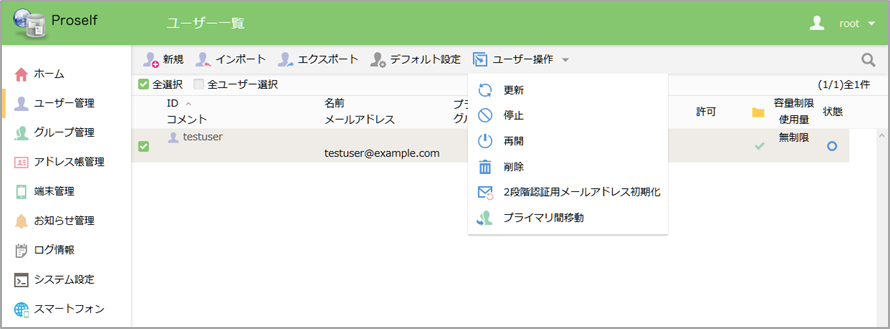 Proself
ユーザー一覧
root
新規 インポート エクスポート デフォルト設定 ユーザー操作
ホーム
ユーザー管理
グループ管理
アドレス帳管理
端末管理
お知らせ管理
ログ情報
システム設定
スマートフォン
全選択 全ユーザー選択
(1/1)全1件
ID 名前
コメント メールアドレス
許可 容量制限 状態
使用量
testuser
testuser@example.com
無制限
更新
停止
再開
削除
2段階認証用メールアドレス初期化
プライマリ間移動